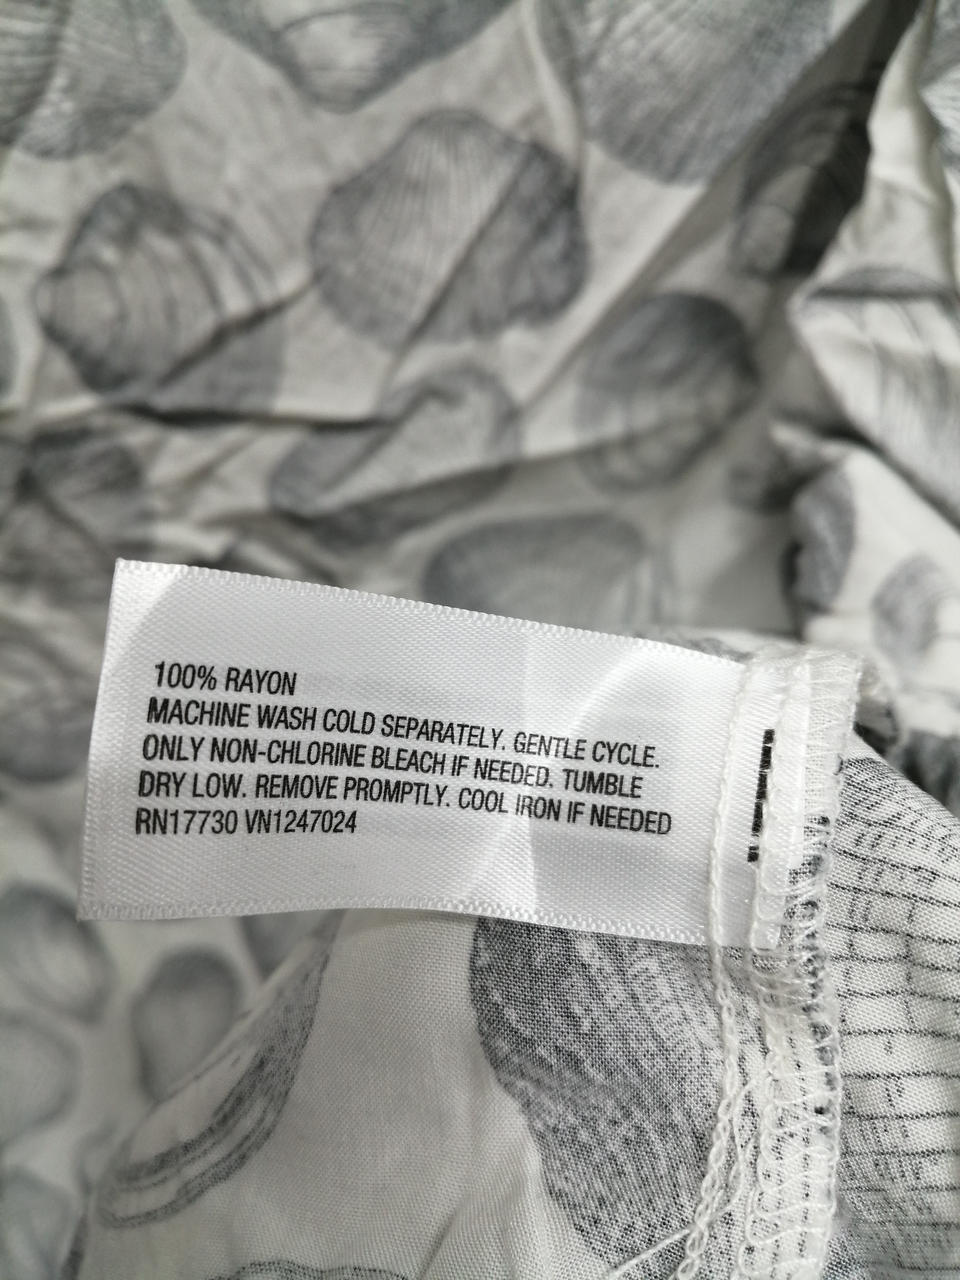 100% RAYON
MACHINE WASH COLD SEPARATELY. GENTLE CYCLE.
ONLY NON-CHLORINE BLEACH IF NEEDED. TUMBLE
DRY LOW. REMOVE PROMPTLY. COOL IRON IF NEEDED
RN17730 VN1247024